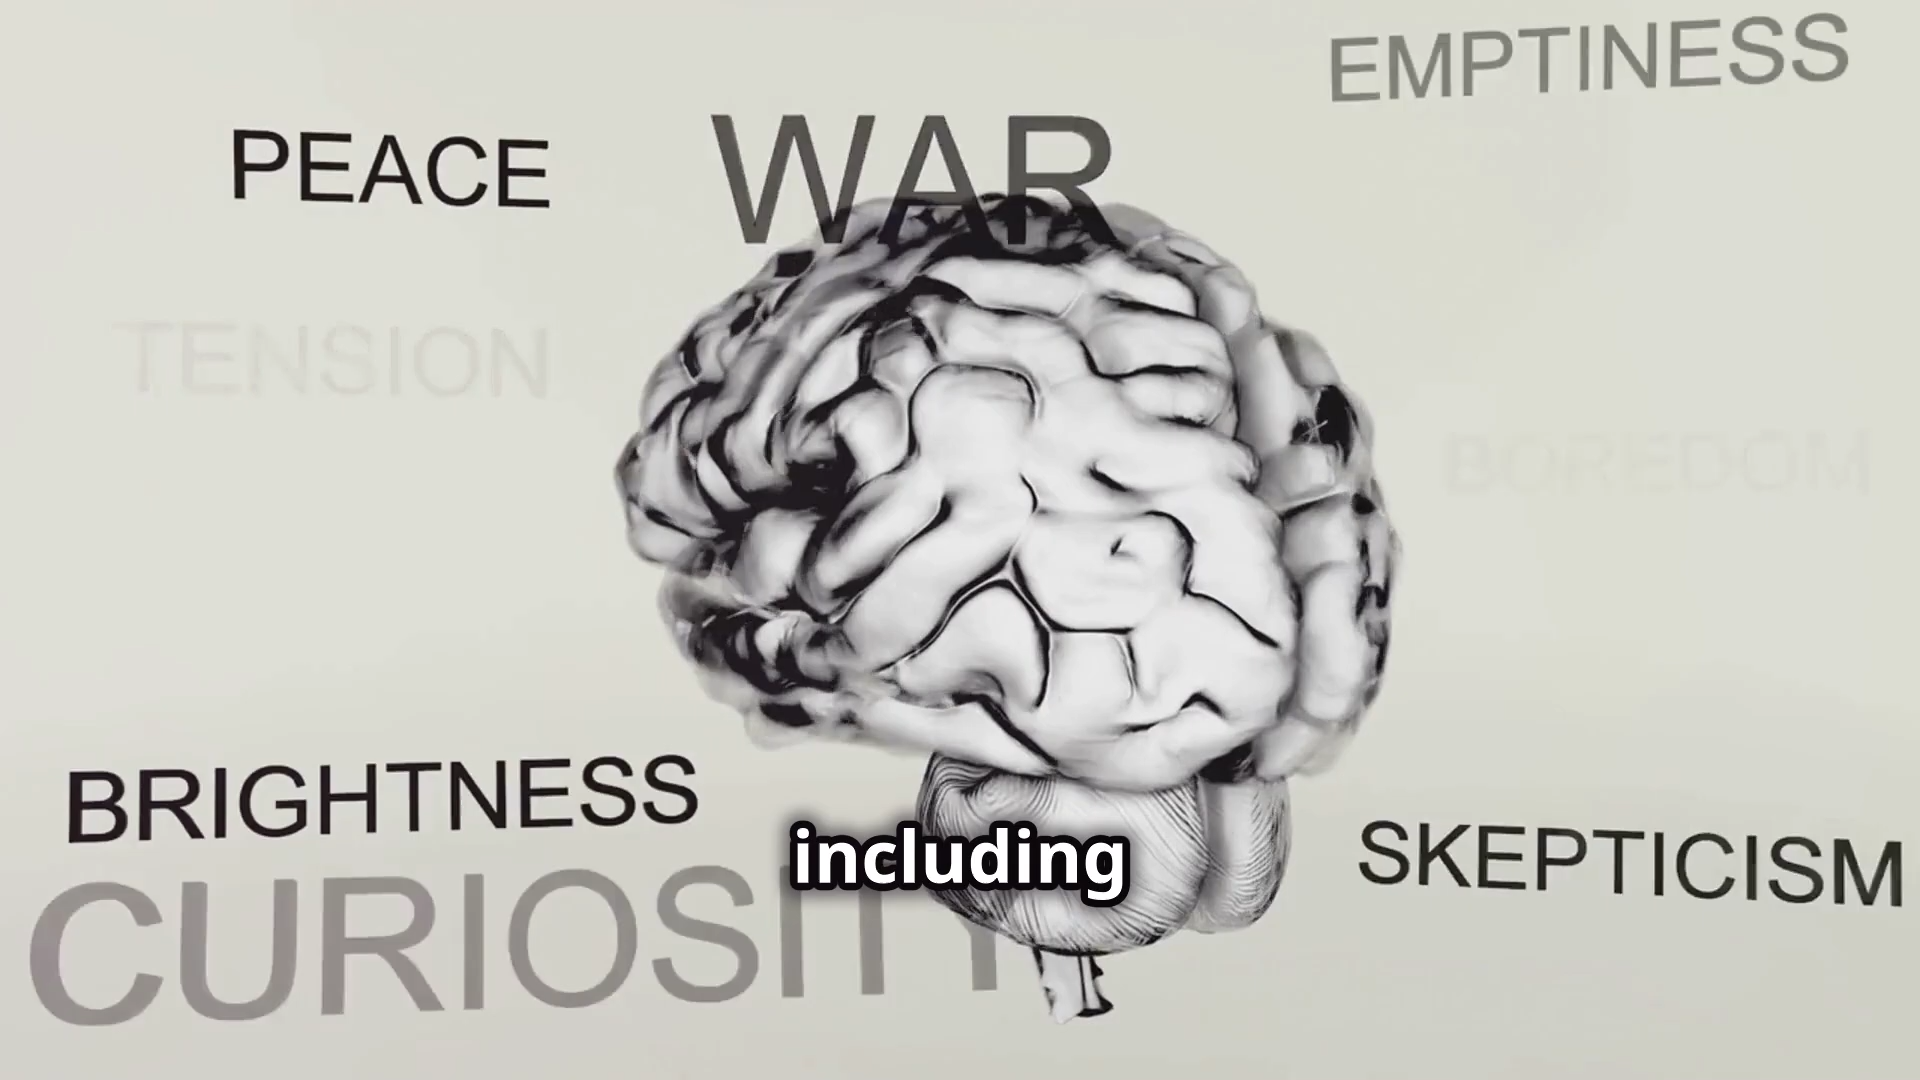 EMPTINESS
PEACE
WAR
TENSION
BOREDOM
BRIGHTNESS
including
SKEPTICISM
CURIOSITY